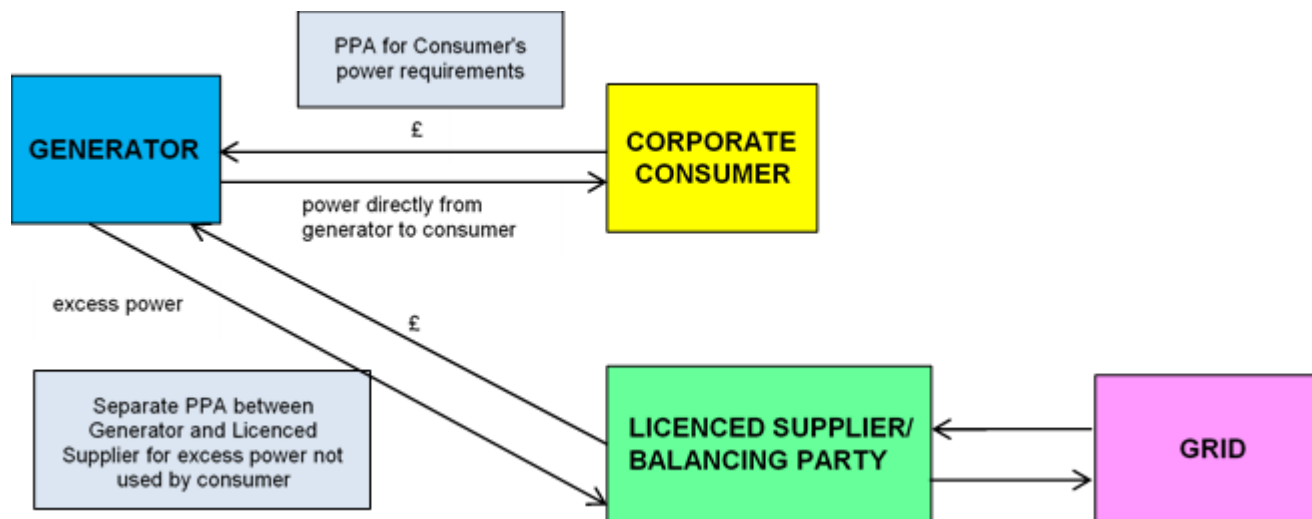 PPA for Consumer's
power requirements
GENERATOR
£
CORPORATE
CONSUMER
power directly from
generator to consumer
excess power
£
Separate PPA between
Generator and Licenced
Supplier for excess power not
used by consumer
LICENCED SUPPLIER/
BALANCING PARTY
GRID